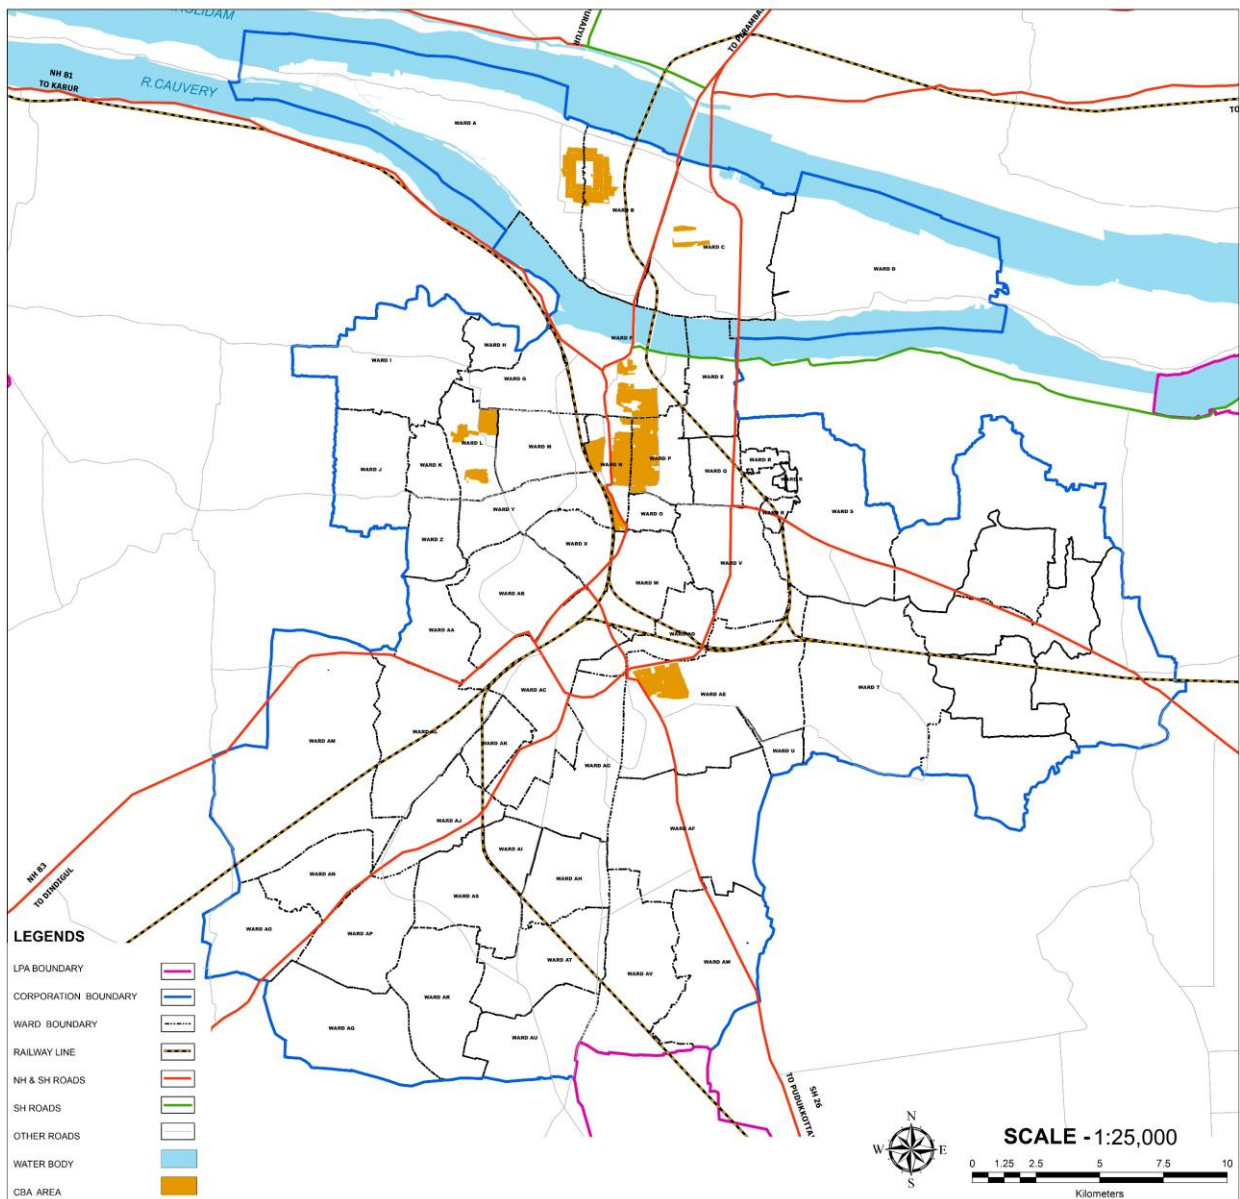 R.CAUVERY
NH 81
TO KARUR
WARD A
WARD B
WARD C
WARD D
WARD F
WARD H
WARD I
WARD G
WARD E
WARD L
WARD M
WARD N
WARD P
WARD J
WARD K
WARD Q
WARD R
WARD R
WARD R
WARD S
WARD Y
WARD O
WARD Z
WARD X
WARD V
WARD W
WARD AB
WARD AA
WARD AD
WARD AC
WARD AE
WARD T
WARD AM
WARD AL
WARD AK
WARD U
WARD AG
WARD AJ
WARD AF
WARD AI
WARD AN
WARD AH
WARD AS
NH 83
TO DINDIGUL
WARD AO
WARD AP
WARD AT
WARD AV
WARD AW
WARD AR
WARD AQ
WARD AU
SH 26
LEGENDS
LPA BOUNDARY
CORPORATION BOUNDARY
WARD BOUNDARY
RAILWAY LINE
NH & SH ROADS
SH ROADS
OTHER ROADS
WATER BODY
CBA AREA
N
W E
S
SCALE -1:25,000
0 1.25 2.5 5 7.5 10
Kilometers